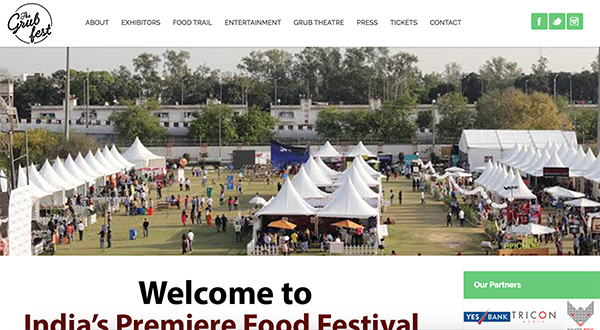 The
Grub
fest
ABOUT EXHIBITORS FOOD TRAIL ENTERTAINMENT GRUB THEATRE PRESS TICKETS CONTACT
Welcome to
India's Premiere Food Festival
Our Partners
YES BANK TRICON